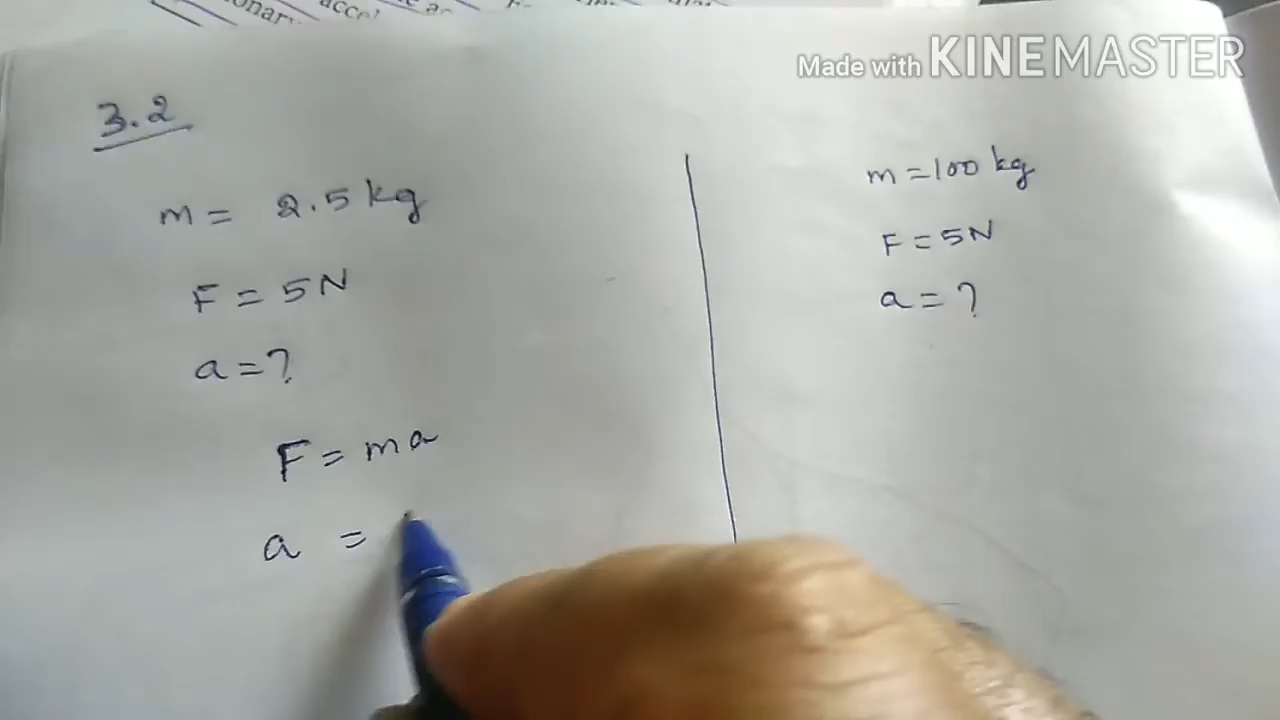 Made with KINEMASTER
3.2
m = 2.5 kg
F = 5N
a = ?
F = ma
a =
m = 100 kg
F = 5N
a = ?